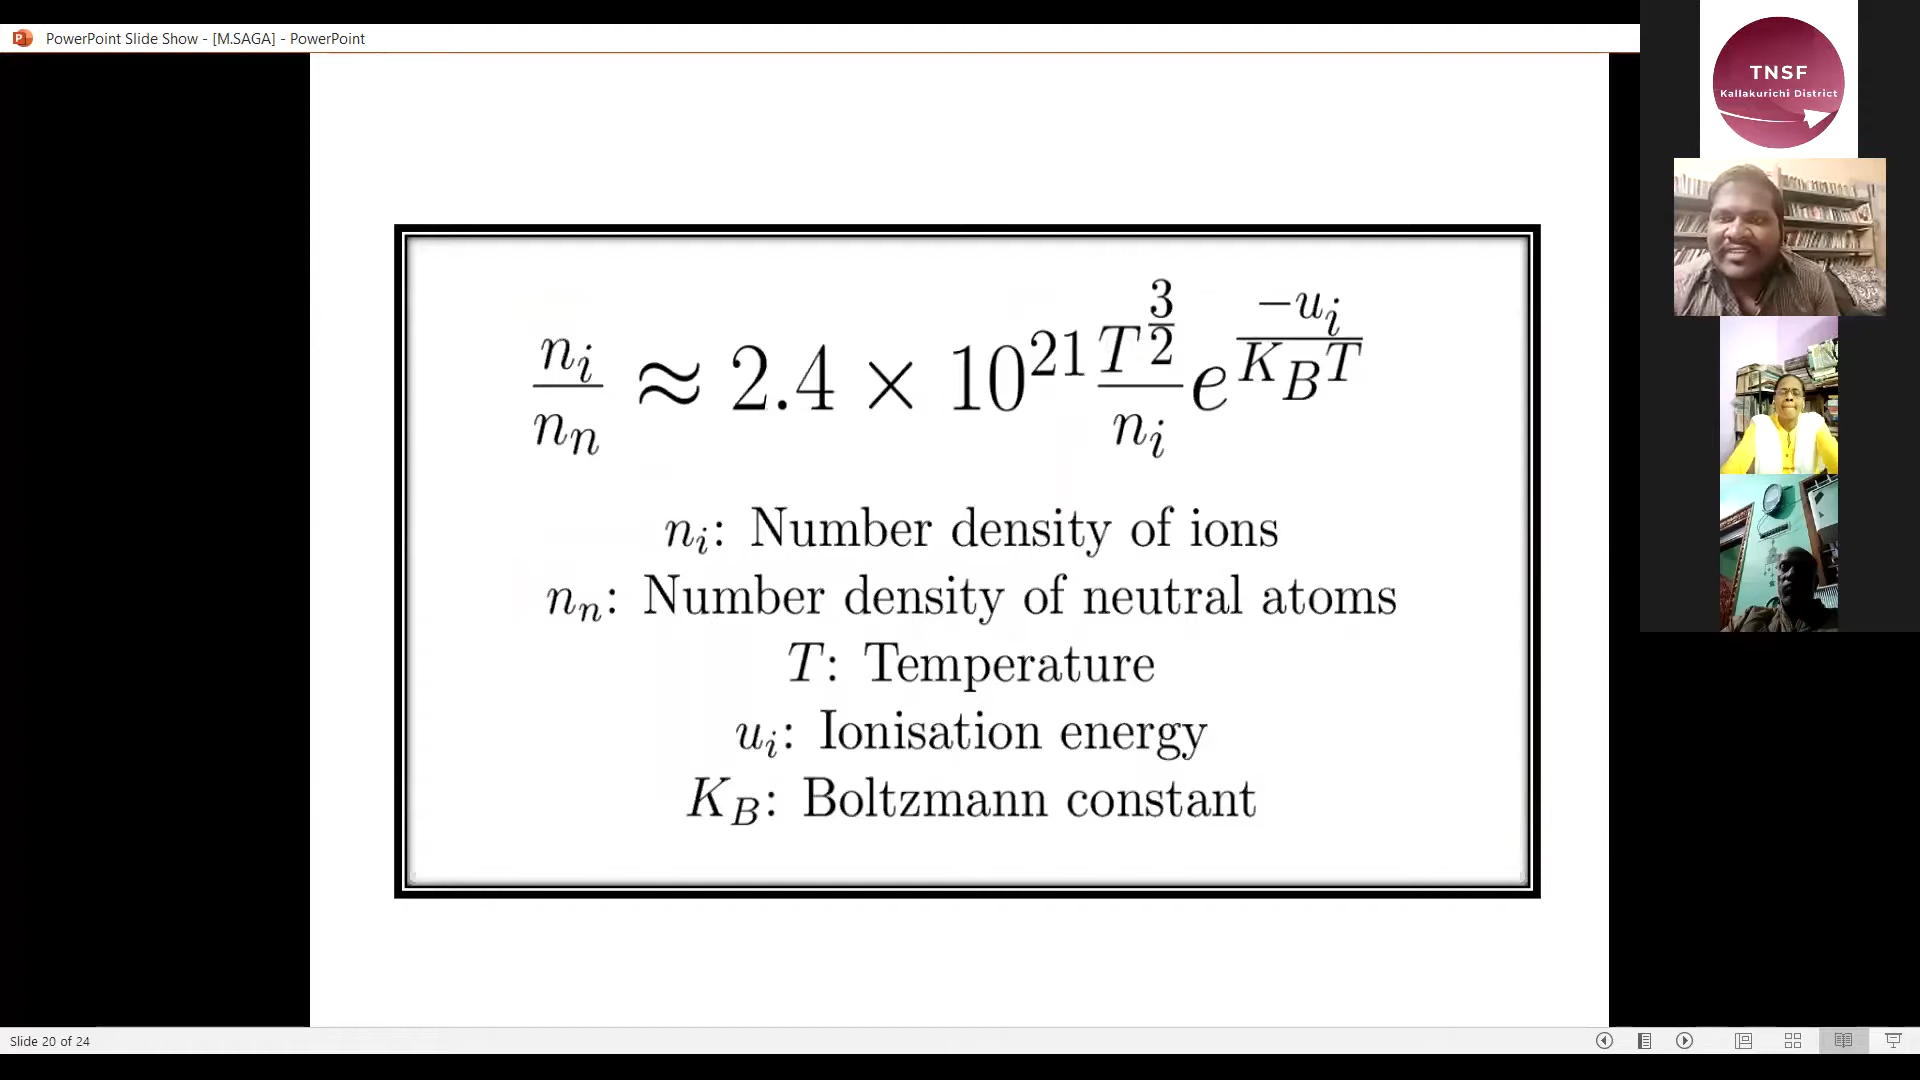 PowerPoint Slide Show - [M.SAGA] - PowerPoint
TNSF
Kallakurichi District
n_i/n_n ≈ 2.4 × 10^21 T^(3/2)/n_i e^(-u_i/K_BT)
n_i: Number density of ions
n_n: Number density of neutral atoms
T: Temperature
u_i: Ionisation energy
K_B: Boltzmann constant
Slide 20 of 24